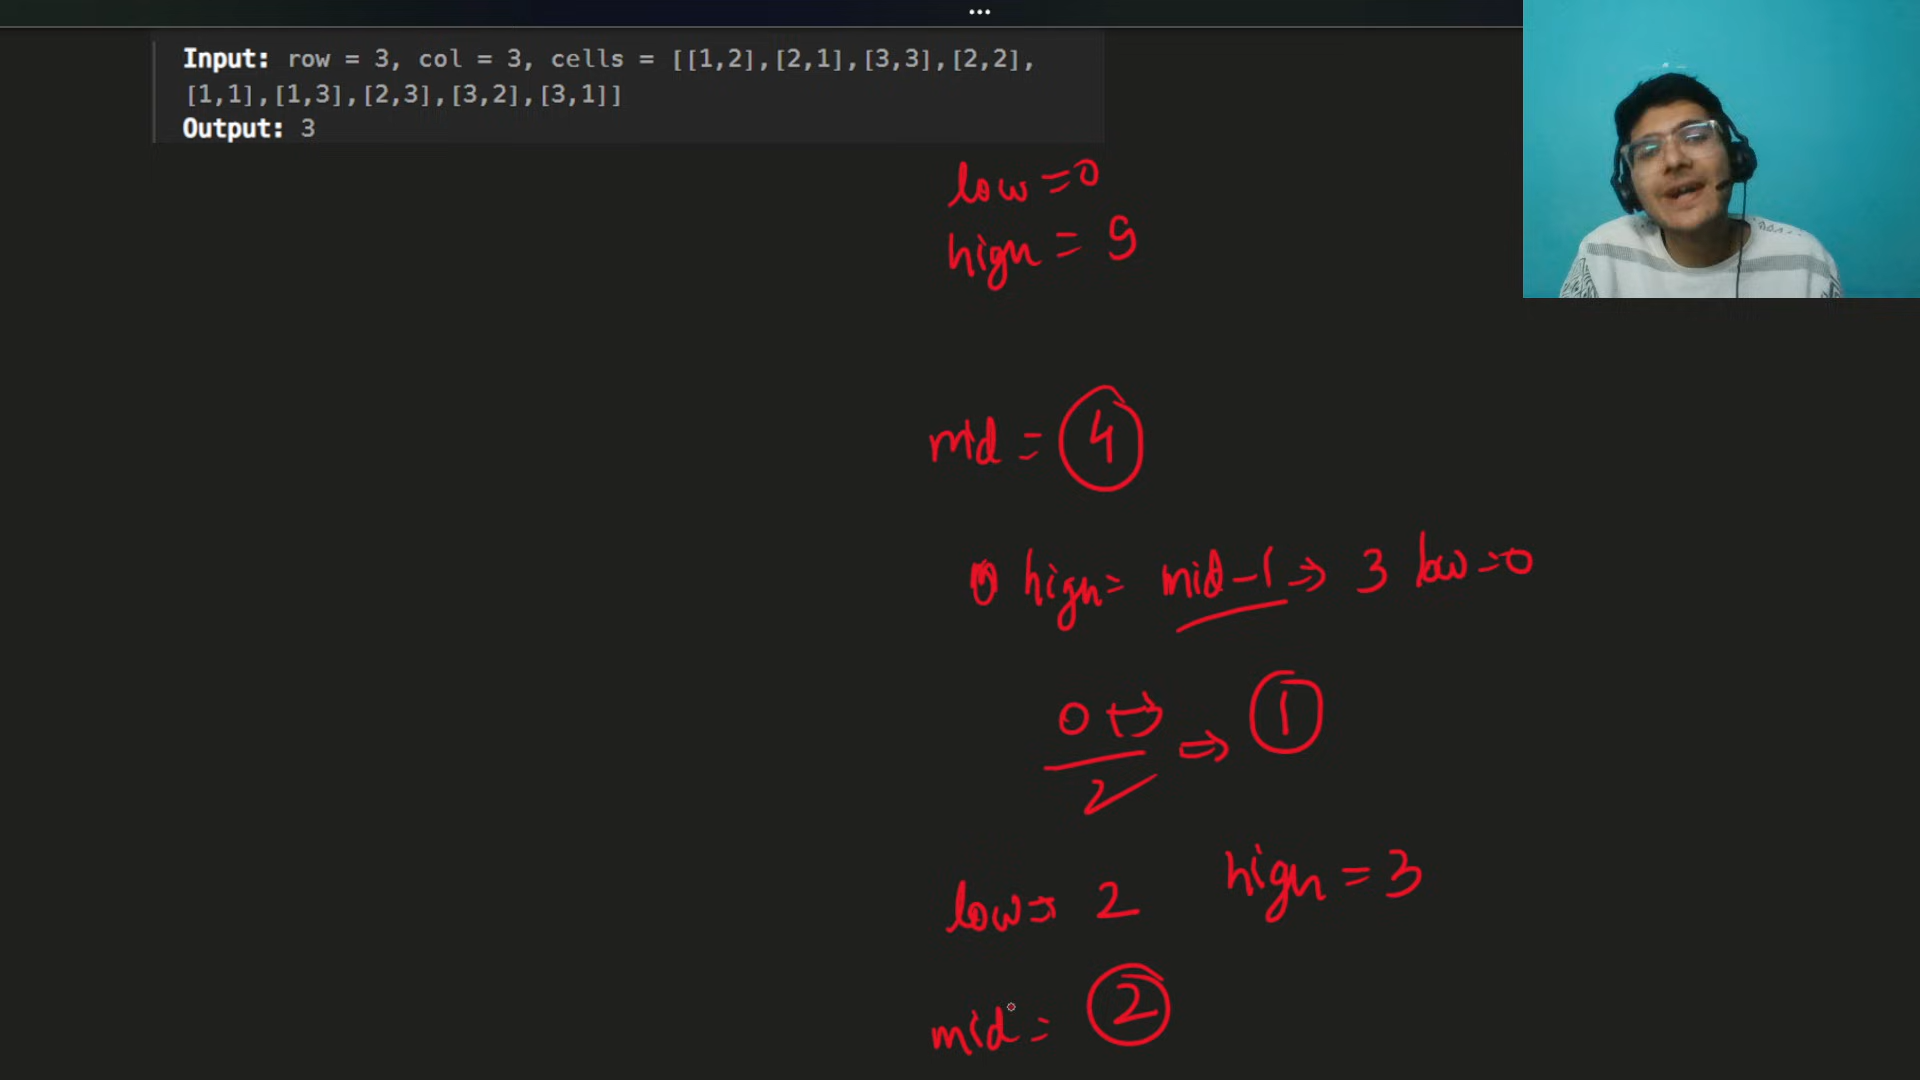 ...
Input: row = 3, col = 3, cells = [[1,2],[2,1],[3,3],[2,2],
[1,1],[1,3],[2,3],[3,2],[3,1]]
Output: 3
low = 0
high = 9
mid = 4
high = mid - 1 ⇒ 3 low = 0
0 +3
2
⇒ 1
low = 2 high = 3
mid = 2